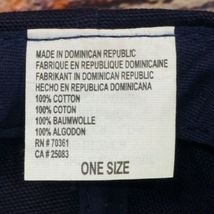 MADE IN DOMINICAN REPUBLIC
FABRIQUE EN REPUBLIQUE DOMINICAINE
FABRIKANT IN DOMINICAN REPUBLIC
HECHO EN REPUBLICA DOMINICANA
100% COTTON
100% COTON
100% BAUMWOLLE
100% ALGODON
RN # 70361
CA # 25083
ONE SIZE